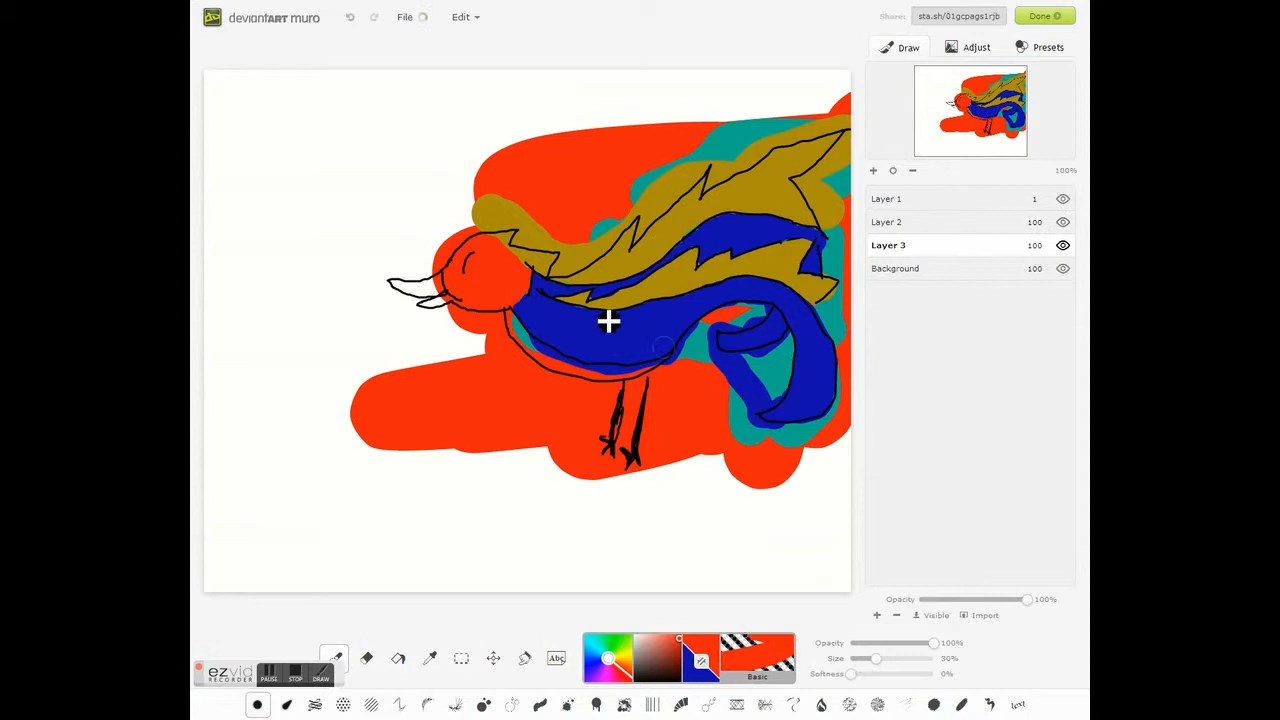 deviantART muro File Edit Share: sta.sh/01gcpags1rjb Done
Draw Adjust Presets
100%
Layer 1 1
Layer 2 100
Layer 3 100
Background 100
Opacity 100%
Visible Import
Opacity 100%
Size 30%
Softness 0%
Abc
Basic
ezvid
RECORDER
PAUSE STOP DRAW
text